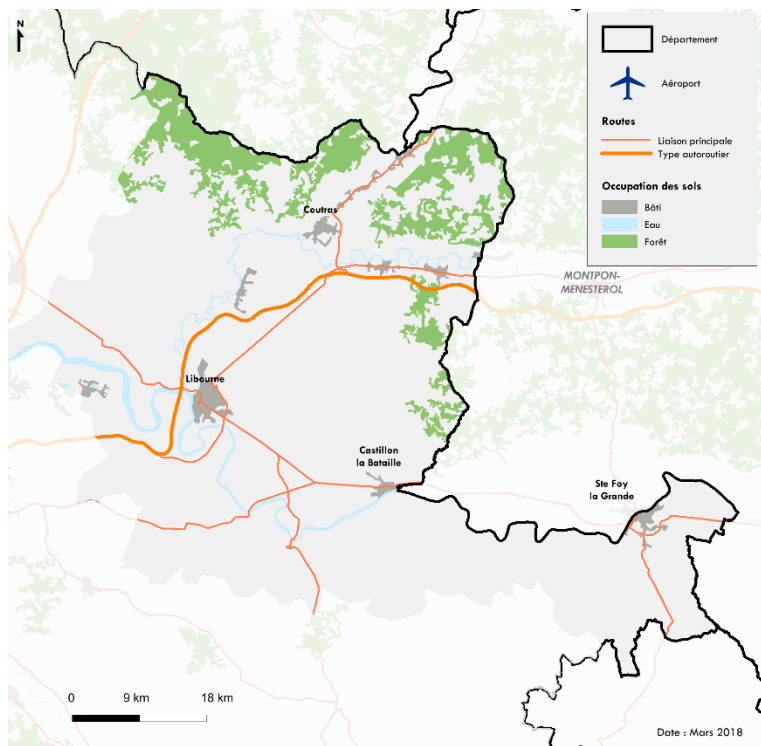 N
Département
Aéroport
Routes
Liaison principale
Type autoroutier
Occupation des sols
Bâti
Eau
Forêt
Coutras
MONTPON-
MENESTEROL
Libourne
Castillon
la Bataille
Ste Foy
la Grande
0 9 km 18 km
Date : Mars 2018